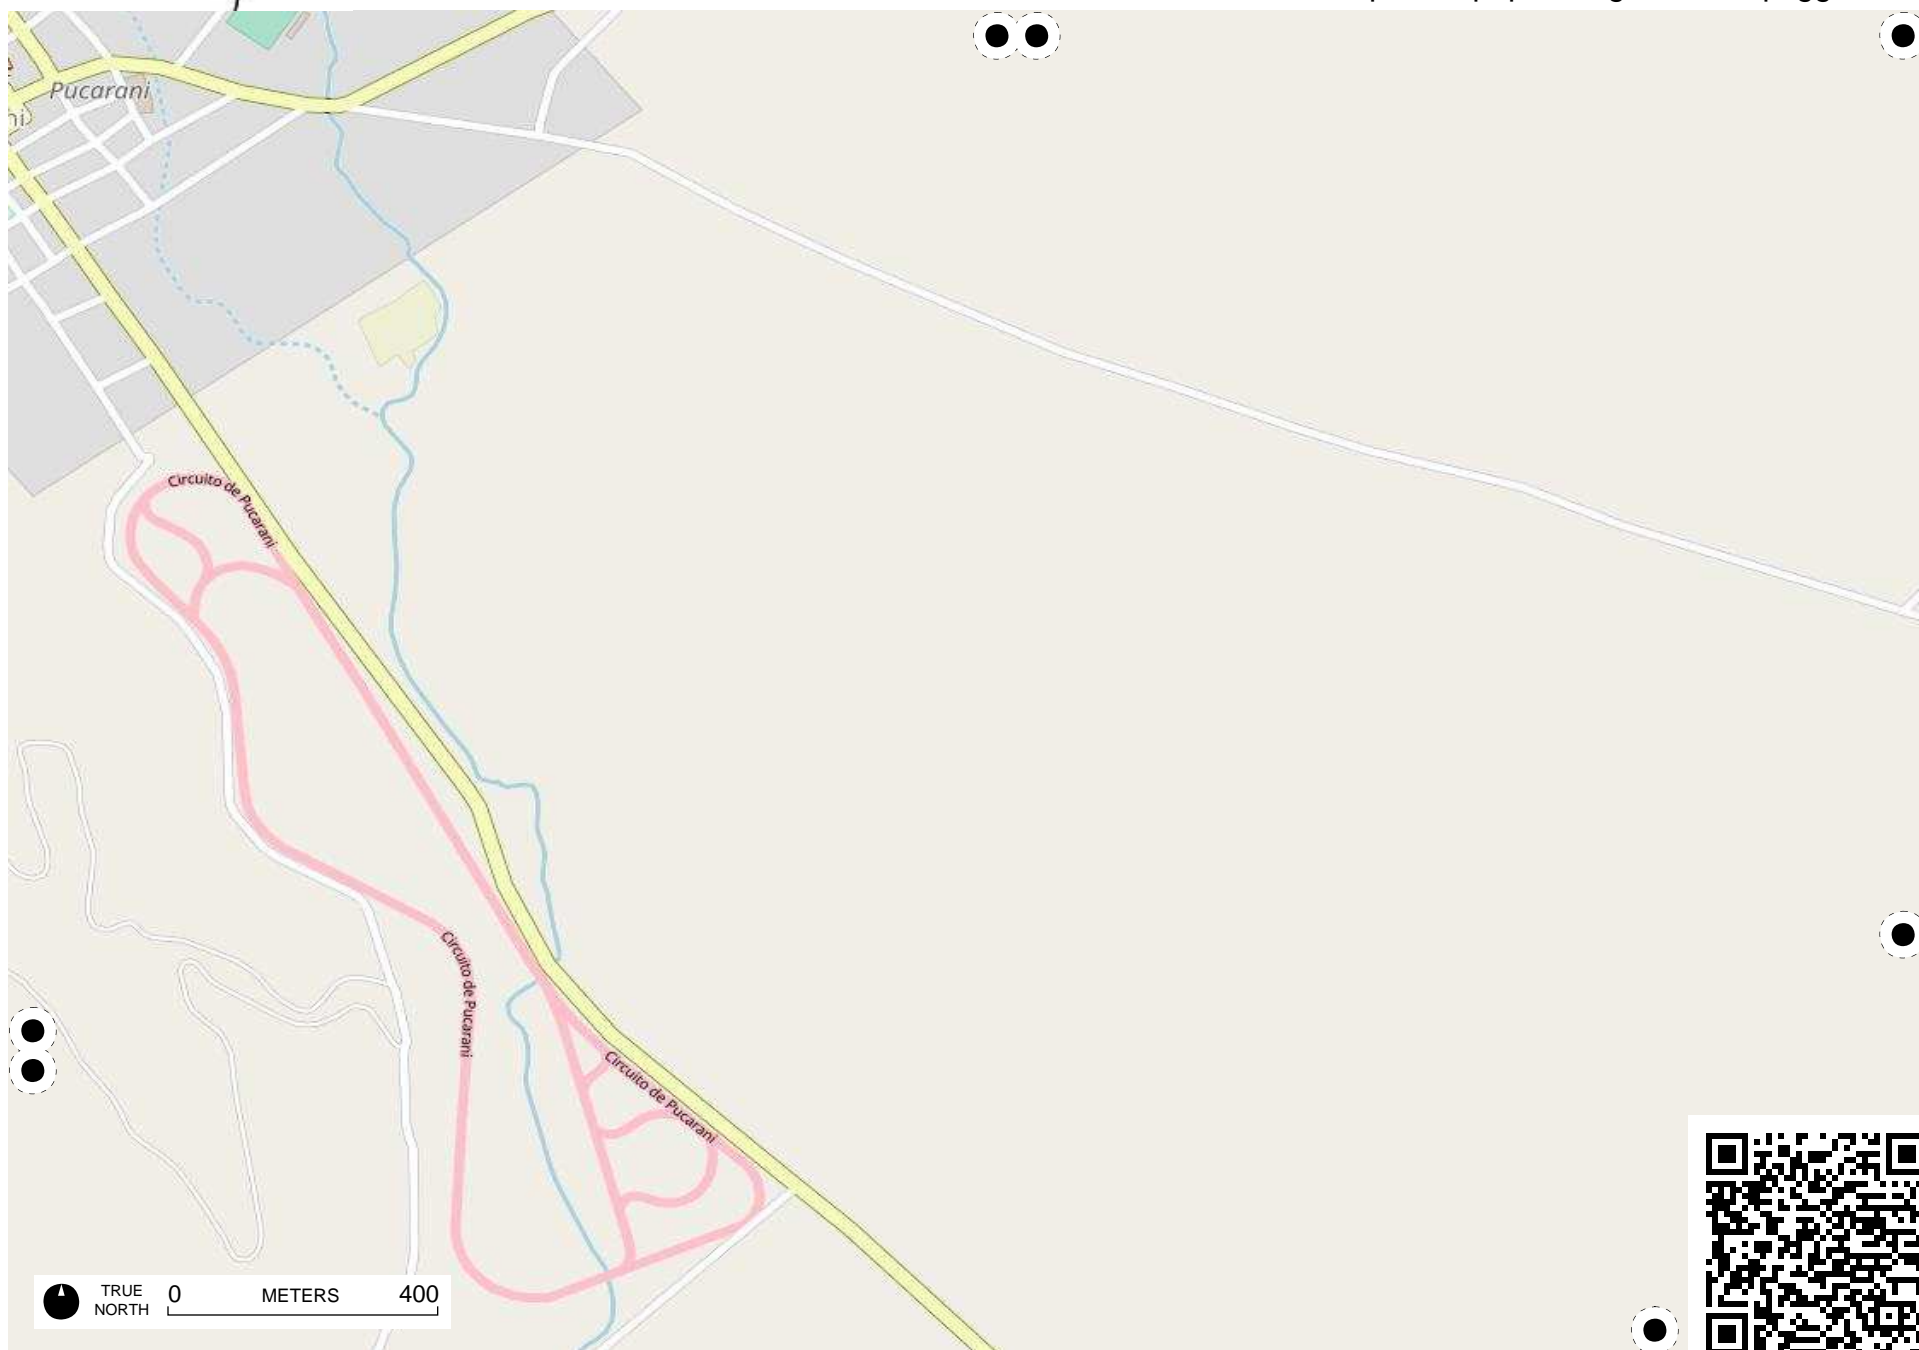 Pucarani
Circuito de Pucarani
Circuito de Pucarani
Circuito de Pucarani
TRUE
NORTH
0 METERS 400